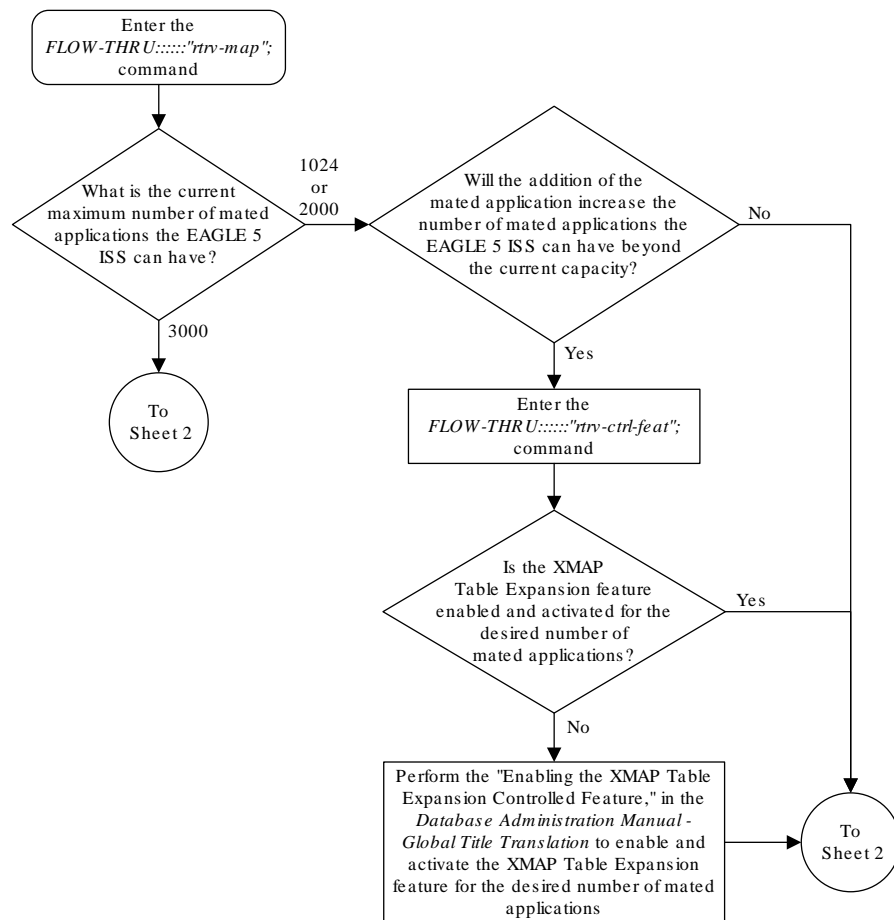 Enter the
FLOW-THRU::::::"rtrv-map";
command
What is the current
maximum number of mated
applications the EAGLE 5
ISS can have?
1024
or
2000
3000
To
Sheet 2
Will the addition of the
mated application increase the
number of mated applications the
EAGLE 5 ISS can have beyond
the current capacity?
No
Yes
Enter the
FLOW-THRU::::::"rtrv-ctrl-feat";
command
Is the XMAP
Table Expansion feature
enabled and activated for the
desired number of
mated applications?
Yes
No
Perform the "Enabling the XMAP Table
Expansion Controlled Feature," in the
Database Administration Manual -
Global Title Translation to enable and
activate the XMAP Table Expansion
feature for the desired number of mated
applications
To
Sheet 2